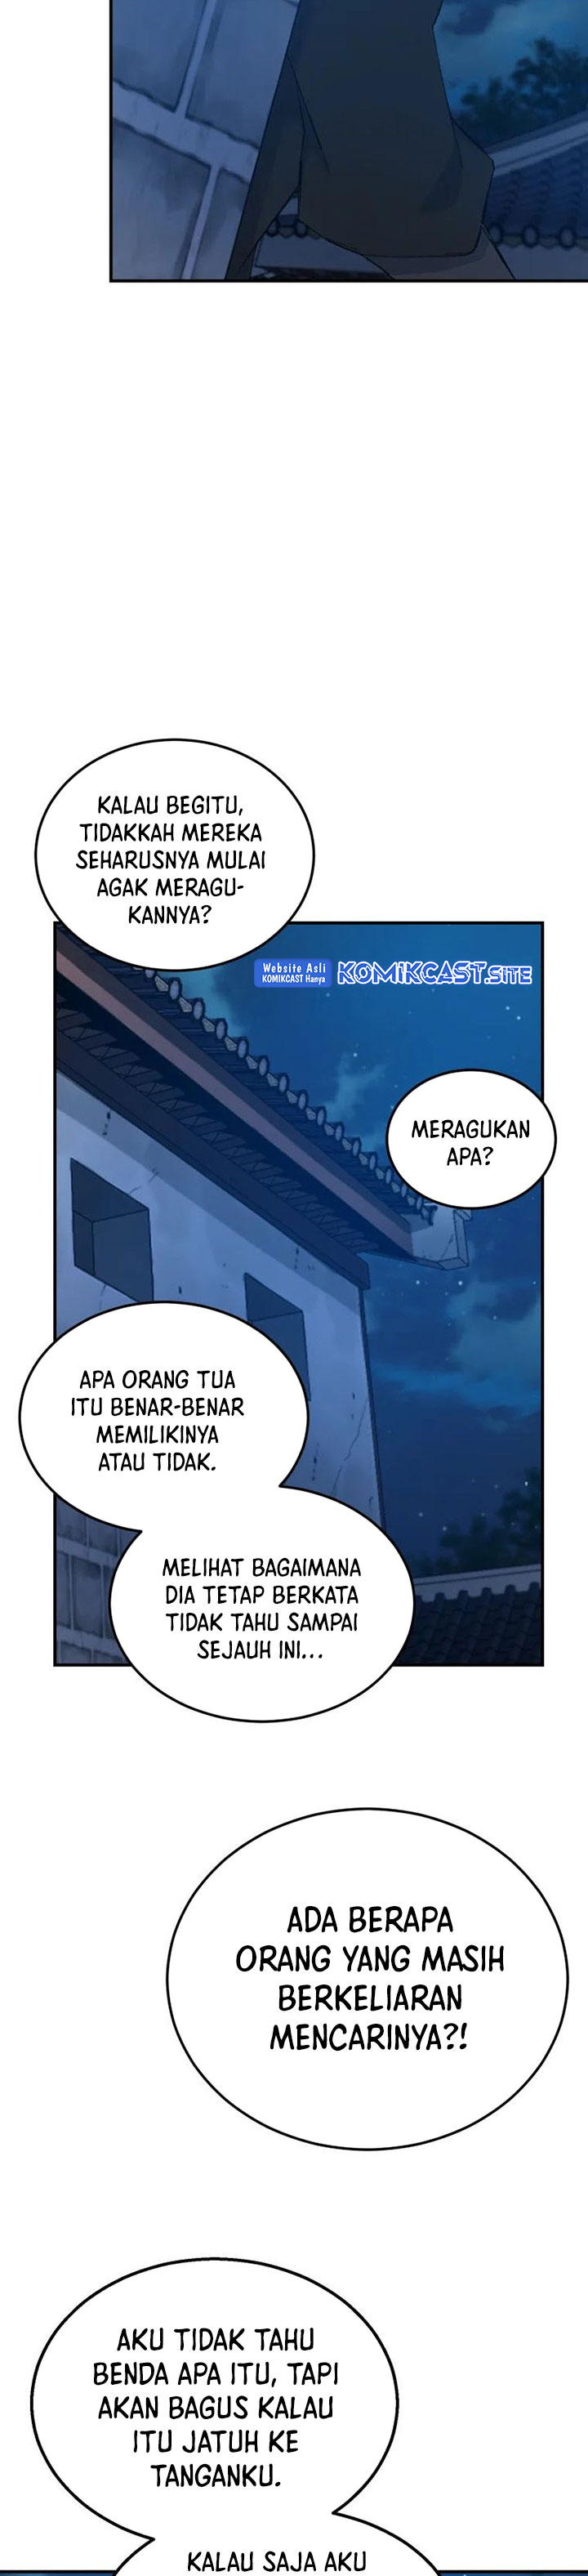 KALAU BEGITU,
TIDAKKAH MEREKA
SEHARUSNYA MULAI
AGAK MERAGU-
KANNYA?
Website Asli
KOMIKCAST Hanya
KOMIKCAST.SITE
MERAGUKAN
APA?
APA ORANG TUA
ITU BENAR-BENAR
MEMILIKINYA
ATAU TIDAK.
MELIHAT BAGAIMANA
DIA TETAP BERKATA
TIDAK TAHU SAMPAI
SEJAUH INI...
ADA BERAPA
ORANG YANG MASIH
BERKELIARAN
MENCARINYA?!
AKU TIDAK TAHU
BENDA APA ITU, TAPI
AKAN BAGUS KALAU
ITU JATUH KE
TANGANKU.
KALAU SAJA AKU